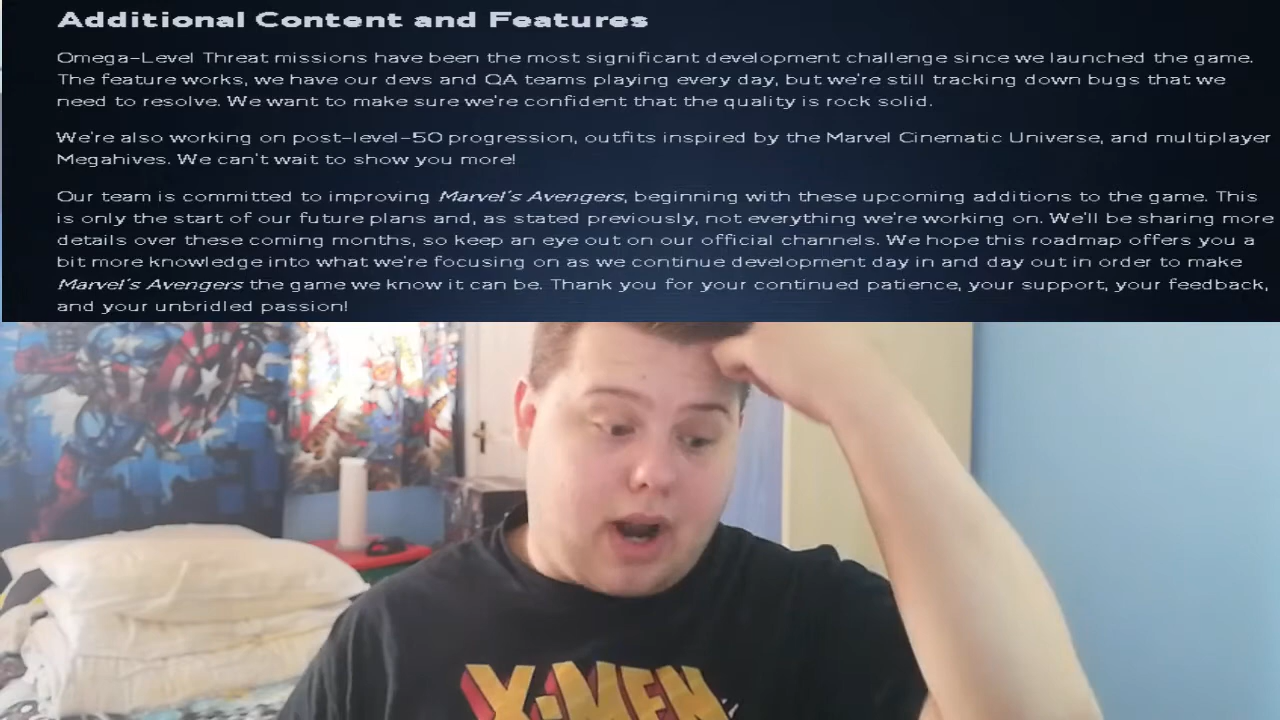 Additional Content and Features
Omega-Level Threat missions have been the most significant development challenge since we launched the game.
The feature works, we have our devs and QA teams playing every day, but we're still tracking down bugs that we
need to resolve. We want to make sure we're confident that the quality is rock solid.
We're also working on post-level-50 progression, outfits inspired by the Marvel Cinematic Universe, and multiplayer
Megahives. We can't wait to show you more!
Our team is committed to improving Marvel's Avengers, beginning with these upcoming additions to the game. This
is only the start of our future plans and, as stated previously, not everything we're working on. We'll be sharing more
details over these coming months, so keep an eye out on our official channels. We hope this roadmap offers you a
bit more knowledge into what we're focusing on as we continue development day in and day out in order to make
Marvel's Avengers the game we know it can be. Thank you for your continued patience, your support, your feedback,
and your unbridled passion!
X-MEN